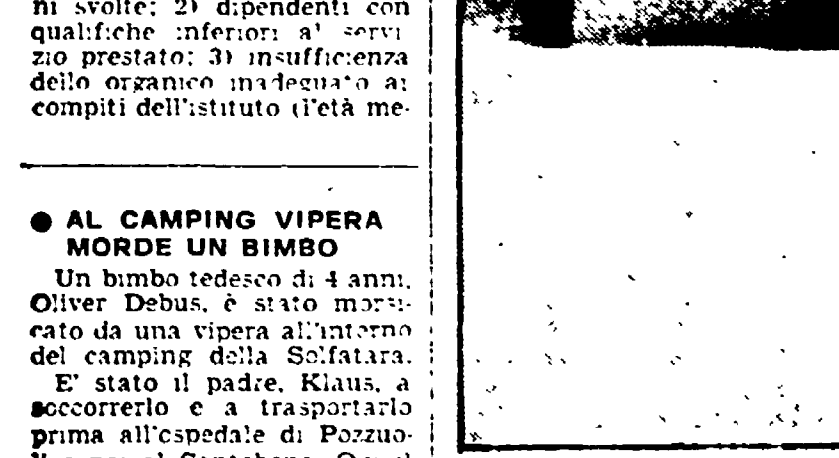 ni svolte; 2) dipendenti con
qualifiche inferiori al servi-
zio prestato; 3) insufficienza
dello organico inadeguato ai
compiti dell'istituto (l'età me-
● AL CAMPING VIPERA
MORDE UN BIMBO
Un bimbo tedesco di 4 anni,
Oliver Debus, è stato morsi-
cato da una vipera all'interno
del camping della Solfatara.
E' stato il padre, Klaus, a
soccorrerlo e a trasportarlo
prima all'ospedale di Pozzuo-